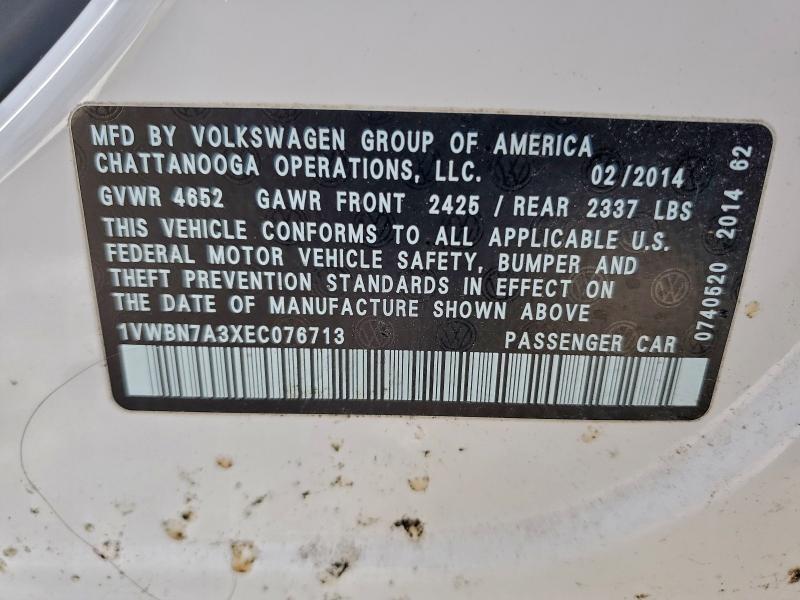 MFD BY VOLKSWAGEN GROUP OF AMERICA
CHATTANOOGA OPERATIONS, LLC. 02/2014
GVWR 4652 GAWR FRONT 2425 / REAR 2337 LBS
THIS VEHICLE CONFORMS TO ALL APPLICABLE U.S.
FEDERAL MOTOR VEHICLE SAFETY, BUMPER AND
THEFT PREVENTION STANDARDS IN EFFECT ON
THE DATE OF MANUFACTURE SHOWN ABOVE
1VWBN7A3XEC076713 PASSENGER CAR
0740520 2014 62